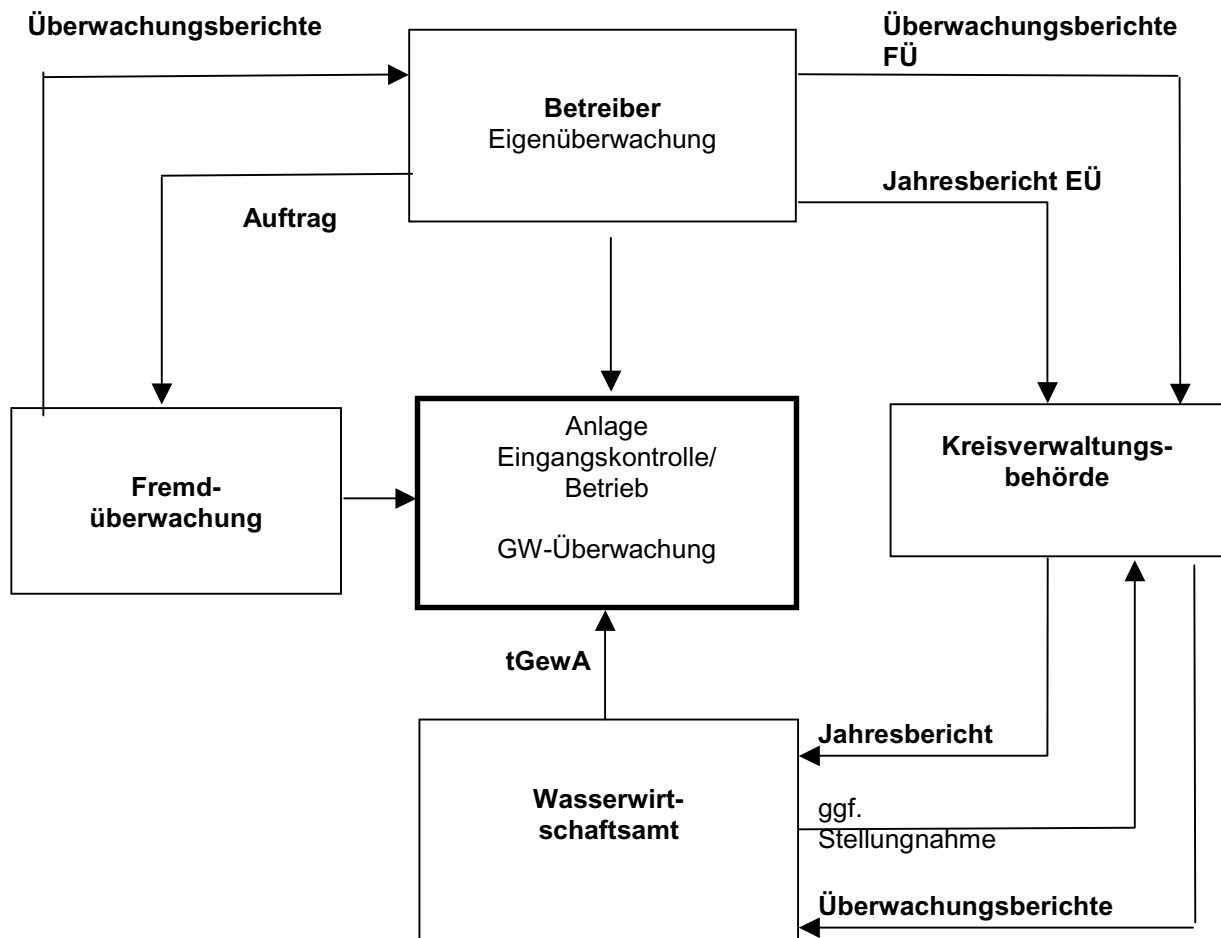 Überwachungsberichte
Überwachungsberichte
FÜ
Betreiber
Eigenüberwachung
Jahresbericht EÜ
Auftrag
Anlage
Eingangskontrolle/
Betrieb
GW-Überwachung
Fremd-
überwachung
Kreisverwaltungs-
behörde
tGewA
Jahresbericht
Wasserwirt-
schaftsamt
ggf.
Stellungnahme
Überwachungsberichte